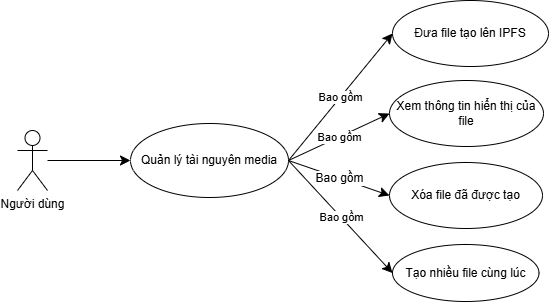 Đưa file tạo lên IPFS
Bao gồm
Xem thông tin hiển thị của
file
Bao gồm
Quản lý tài nguyên media
Bao gồm
Xóa file đã được tạo
Người dùng
Bao gồm
Tạo nhiều file cùng lúc